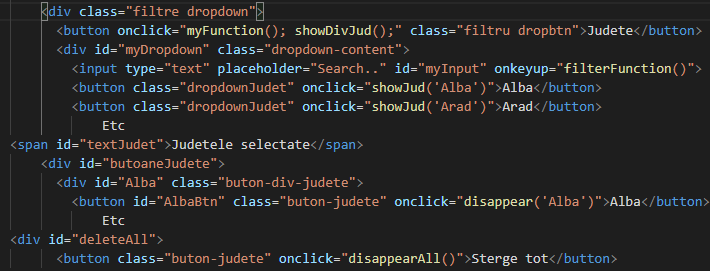 <div class="filtre dropdown">
<button onclick="myFunction(); showDivJud();" class="filtru dropbtn">Judete</button>
<div id="myDropdown" class="dropdown-content">
<input type="text" placeholder="Search.." id="myInput" onkeyup="filterFunction()">
<button class="dropdownJudet" onclick="showJud('Alba')">Alba</button>
<button class="dropdownJudet" onclick="showJud('Arad')">Arad</button>
Etc
<span id="textJudet">Judetele selectate</span>
<div id="butoaneJudete">
<div id="Alba" class="buton-div-judete">
<button id="AlbaBtn" class="buton-judete" onclick="disappear('Alba')">Alba</button>
Etc
<div id="deleteAll">
<button class="buton-judete" onclick="disappearAll()">Sterge tot</button>